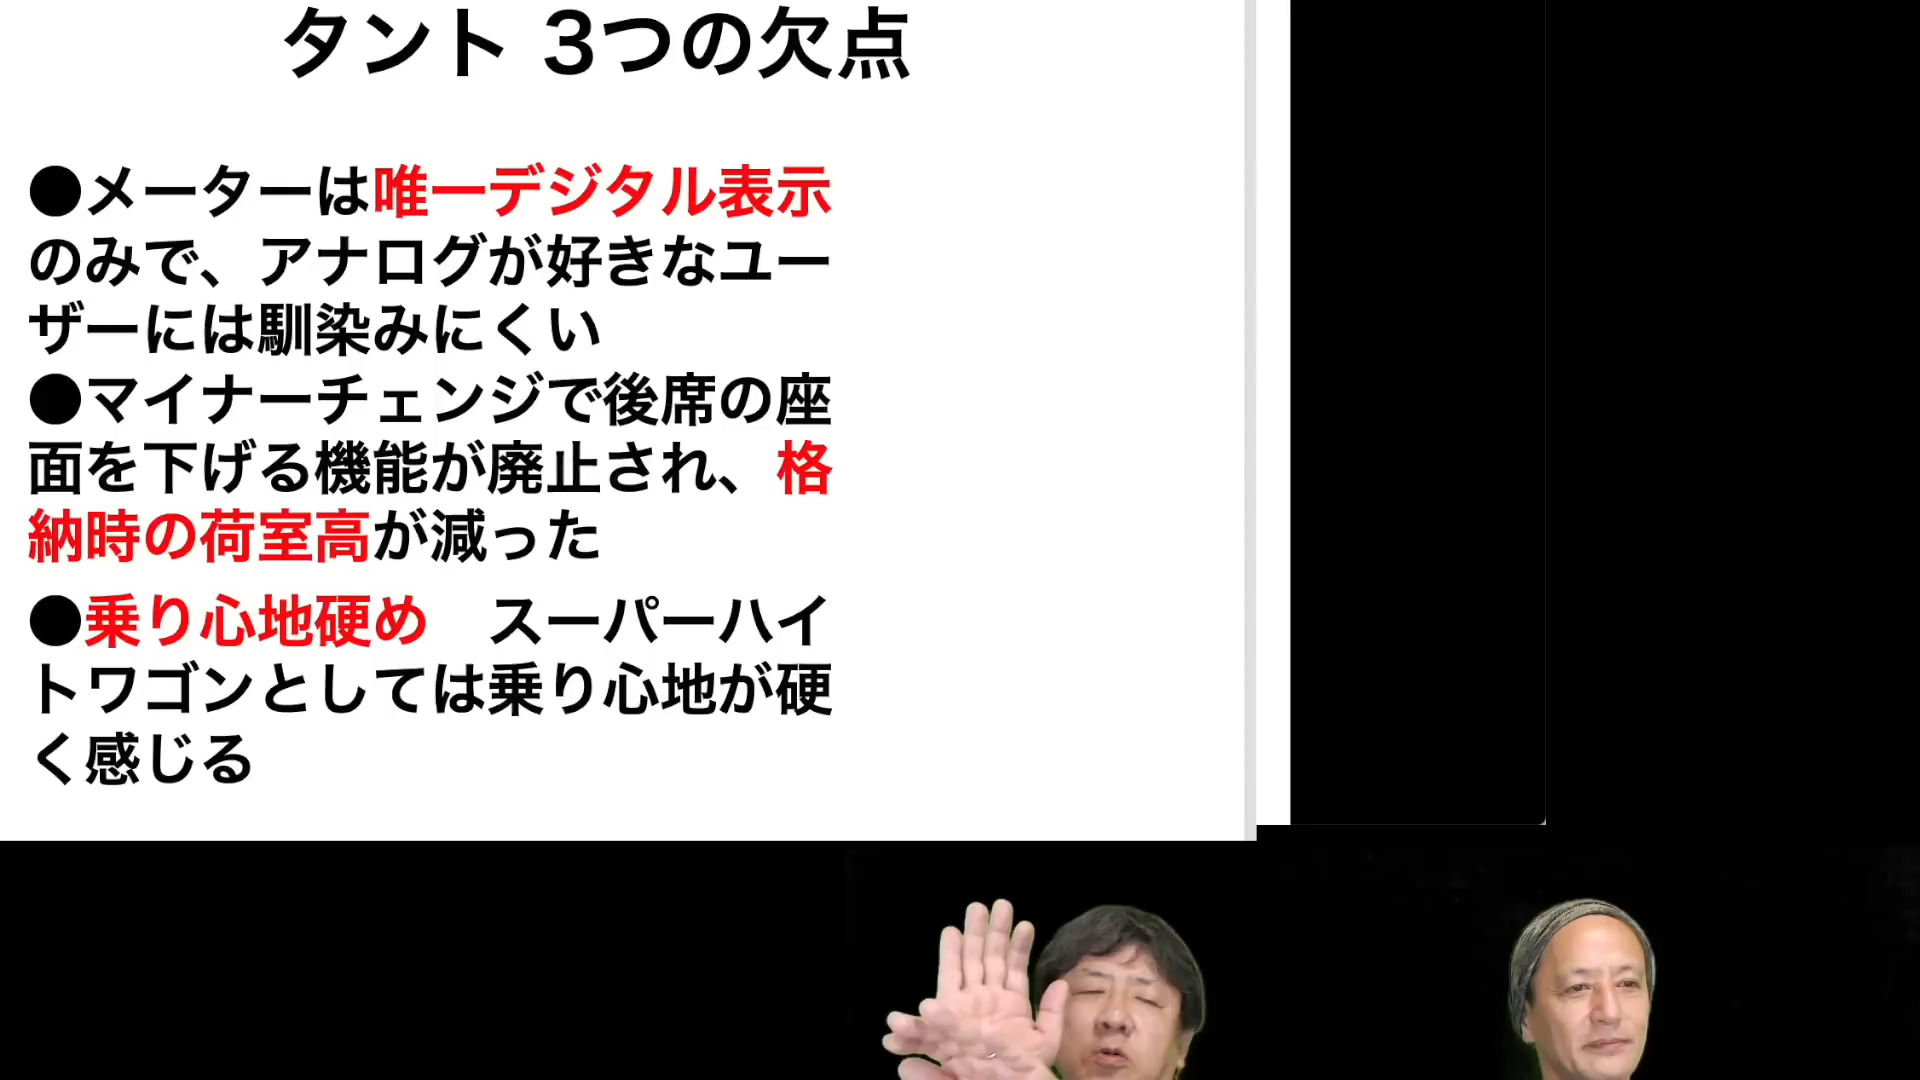 タント 3つの欠点
●メーターは唯一デジタル表示
のみで、アナログが好きなユー
ザーには馴染みにくい
●マイナーチェンジで後席の座
面を下げる機能が廃止され、格
納時の荷室高が減った
●乗り心地硬め　スーパーハイ
トワゴンとしては乗り心地が硬
く感じる